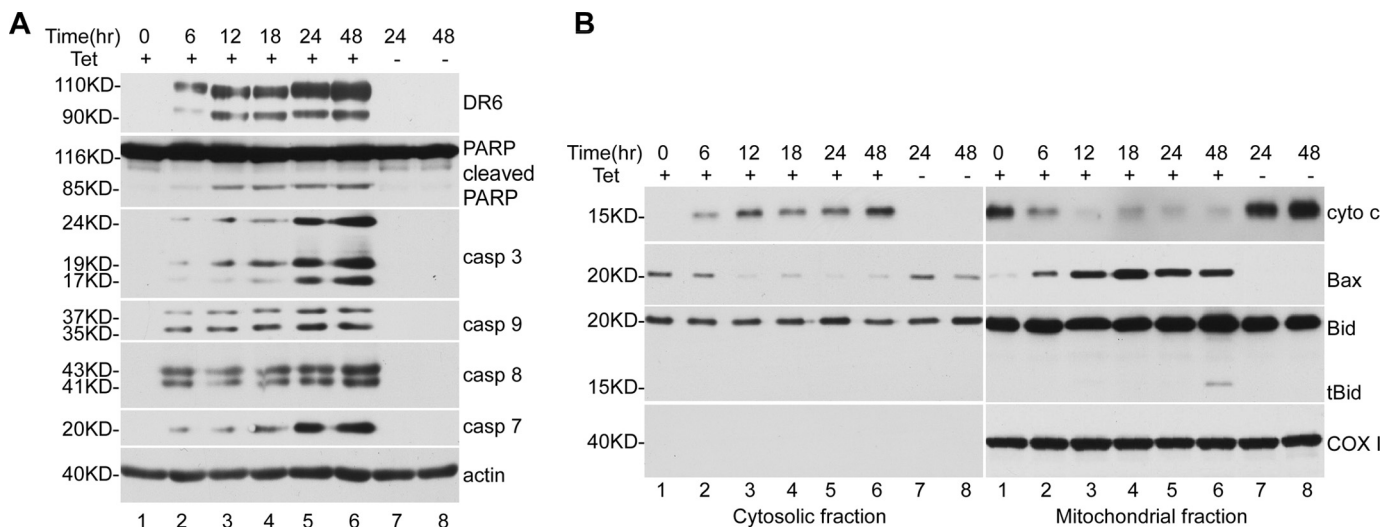 A
Time(hr) 0 6 12 18 24 48 24 48
Tet + + + + + + - -
110KD-
90KD-
DR6
116KD-
85KD-
PARP
cleaved
PARP
24KD-
19KD-
17KD-
casp 3
37KD-
35KD-
casp 9
43KD-
41KD-
casp 8
20KD-
casp 7
40KD-
actin
1 2 3 4 5 6 7 8
B
Time(hr) 0 6 12 18 24 48 24 48 0 6 12 18 24 48 24 48
Tet + + + + + + - - + + + + + + - -
15KD-
cyto c
20KD-
Bax
20KD-
Bid
15KD-
tBid
40KD-
COX I
1 2 3 4 5 6 7 8 1 2 3 4 5 6 7 8
Cytosolic fraction Mitochondrial fraction